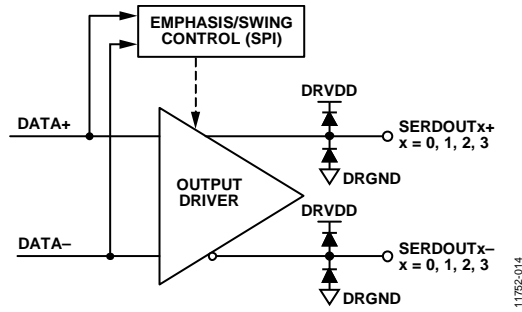 EMPHASIS/SWING
CONTROL (SPI)
DRVDD
DATA+
SERDOUTx+
x = 0, 1, 2, 3
OUTPUT
DRIVER
DRGND
DRVDD
DATA–
SERDOUTx–
x = 0, 1, 2, 3
DRGND
11752-014